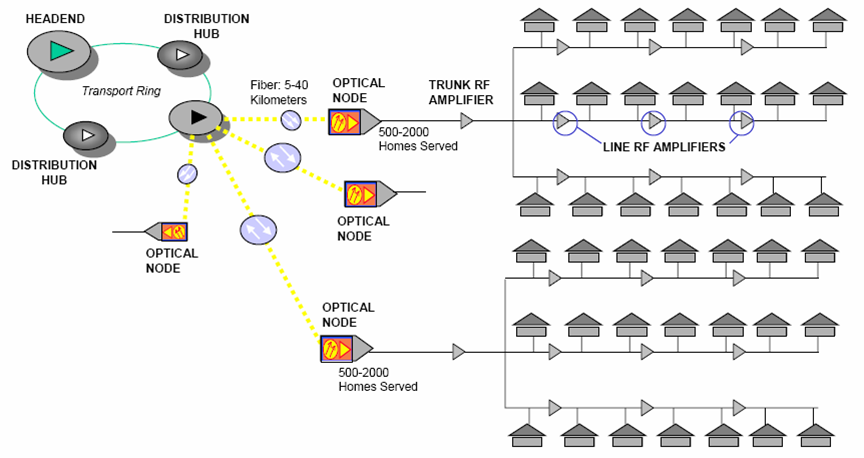 HEADEND
DISTRIBUTION
HUB
Transport Ring
Fiber: 5-40
Kilometers
OPTICAL
NODE
TRUNK RF
AMPLIFIER
500-2000
Homes Served
LINE RF AMPLIFIERS
DISTRIBUTION
HUB
OPTICAL
NODE
OPTICAL
NODE
OPTICAL
NODE
500-2000
Homes Served